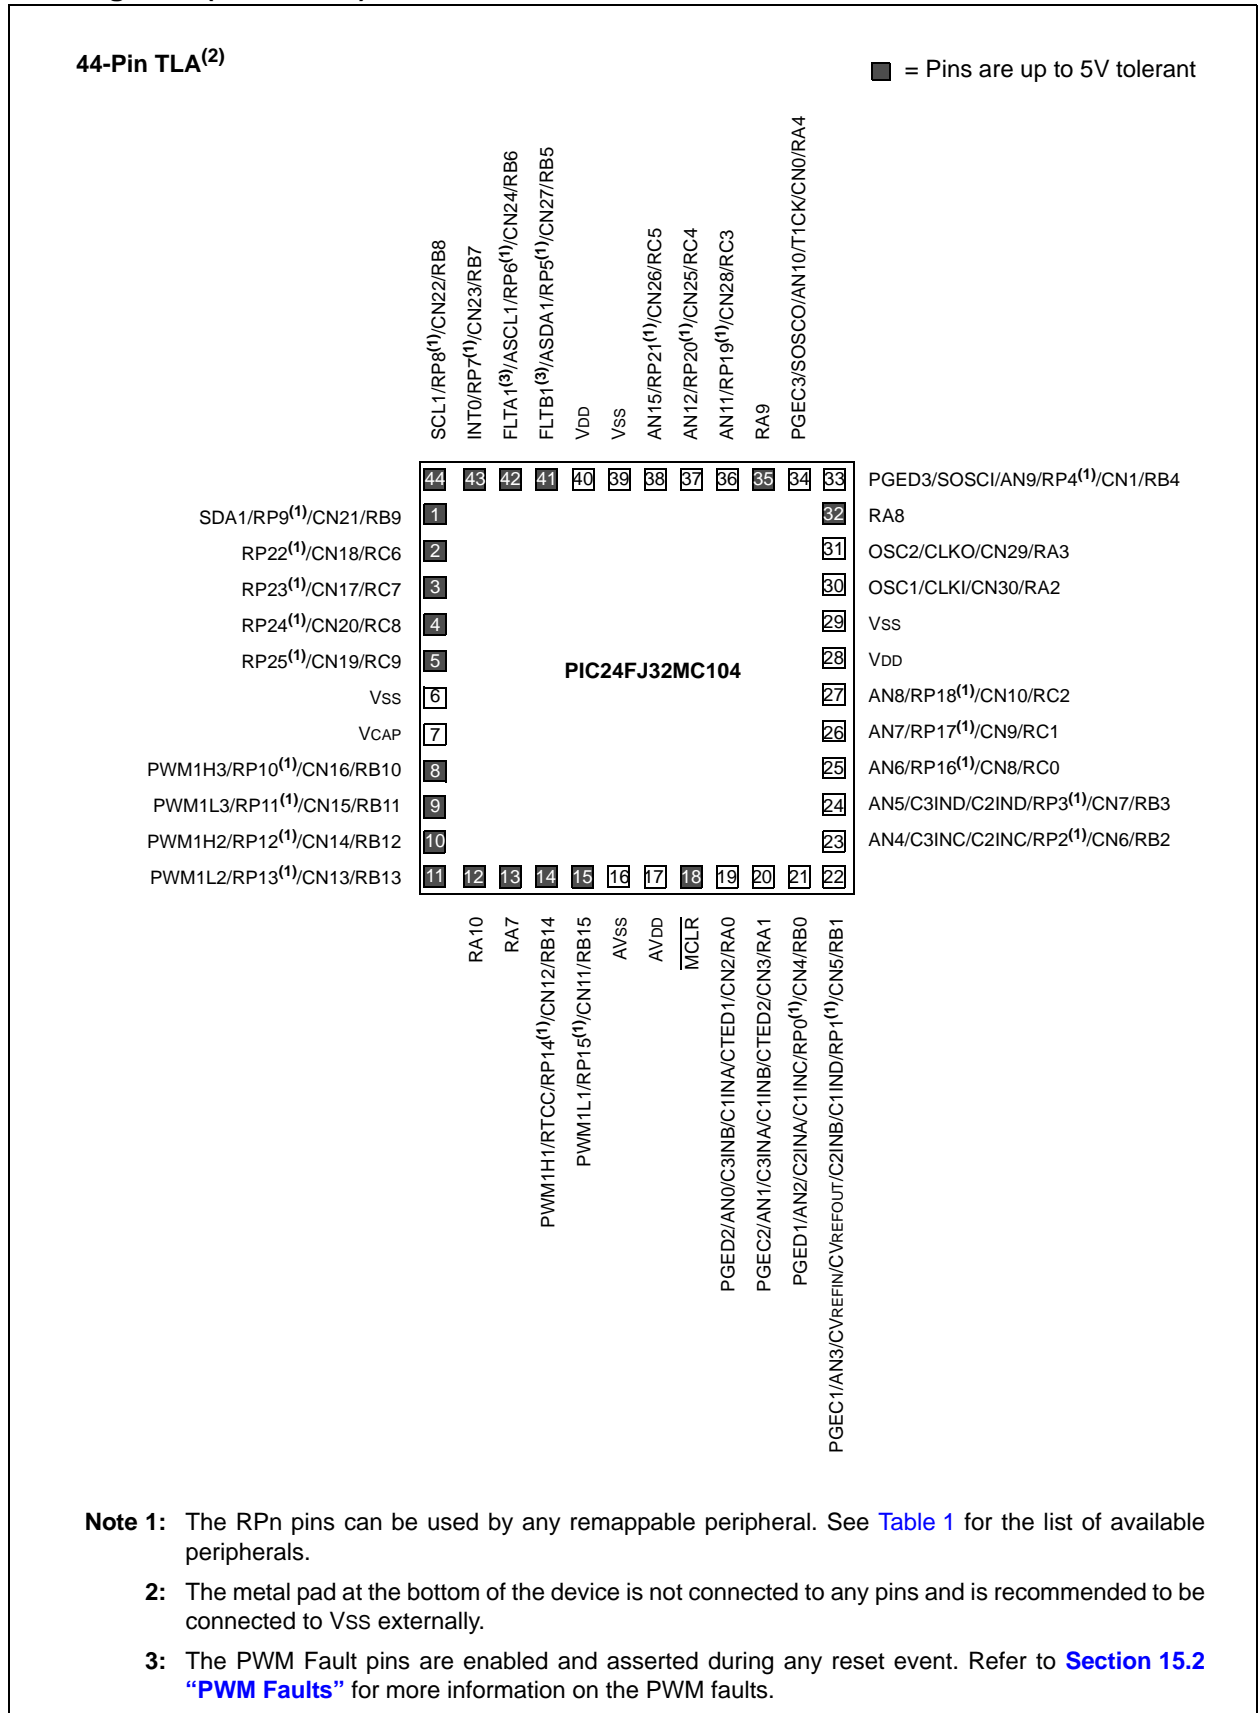 44-Pin TLA(2)
= Pins are up to 5V tolerant
SCL1/RP8(1)/CN22/RB8
INT0/RP7(1)/CN23/RB7
FLTA1(3)/ASCL1/RP6(1)/CN24/RB6
FLTB1(3)/ASDA1/RP5(1)/CN27/RB5
VDD
VSS
AN15/RP21(1)/CN26/RC5
AN12/RP20(1)/CN25/RC4
AN11/RP19(1)/CN28/RC3
RA9
PGEC3/SOSCO/AN10/T1CK/CN0/RA4
44 43 42 41 40 39 38 37 36 35 34 33 PGED3/SOSCI/AN9/RP4(1)/CN1/RB4
SDA1/RP9(1)/CN21/RB9 1 32 RA8
RP22(1)/CN18/RC6 2 31 OSC2/CLKO/CN29/RA3
RP23(1)/CN17/RC7 3 30 OSC1/CLKI/CN30/RA2
RP24(1)/CN20/RC8 4 29 VSS
RP25(1)/CN19/RC9 5 PIC24FJ32MC104 28 VDD
VSS 6 27 AN8/RP18(1)/CN10/RC2
VCAP 7 26 AN7/RP17(1)/CN9/RC1
PWM1H3/RP10(1)/CN16/RB10 8 25 AN6/RP16(1)/CN8/RC0
PWM1L3/RP11(1)/CN15/RB11 9 24 AN5/C3IND/C2IND/RP3(1)/CN7/RB3
PWM1H2/RP12(1)/CN14/RB12 10 23 AN4/C3INC/C2INC/RP2(1)/CN6/RB2
PWM1L2/RP13(1)/CN13/RB13 11 12 13 14 15 16 17 18 19 20 21 22
RA10
RA7
PWM1H1/RTCC/RP14(1)/CN12/RB14
PWM1L1/RP15(1)/CN11/RB15
AVSS
AVDD
MCLR
PGED2/AN0/C3INB/C1INA/CTED1/CN2/RA0
PGEC2/AN1/C3INA/C1INB/CTED2/CN3/RA1
PGED1/AN2/C2INA/C1INC/RP0(1)/CN4/RB0
PGEC1/AN3/CVREFIN/CVREFOUT/C2INB/C1IND/RP1(1)/CN5/RB1
Note 1: The RPn pins can be used by any remappable peripheral. See Table 1 for the list of available
peripherals.
2: The metal pad at the bottom of the device is not connected to any pins and is recommended to be
connected to VSS externally.
3: The PWM Fault pins are enabled and asserted during any reset event. Refer to Section 15.2
“PWM Faults” for more information on the PWM faults.